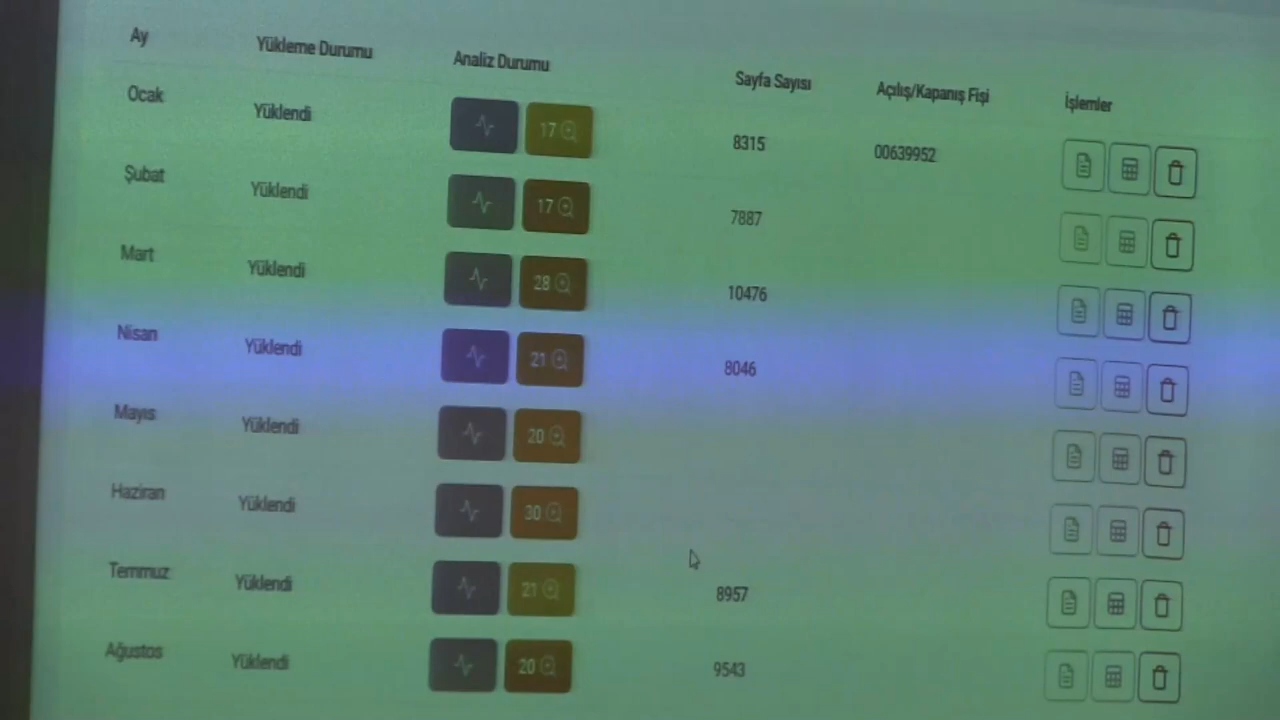 Ay Yükleme Durumu Analiz Durumu Sayfa Sayısı Açılış/Kapanış Fişi İşlemler
Ocak Yüklendi 17 8315 00639952
Şubat Yüklendi 17 7887
Mart Yüklendi 28 10476
Nisan Yüklendi 21 8046
Mayıs Yüklendi 20
Haziran Yüklendi 30
Temmuz Yüklendi 21 8957
Ağustos Yüklendi 20 9543